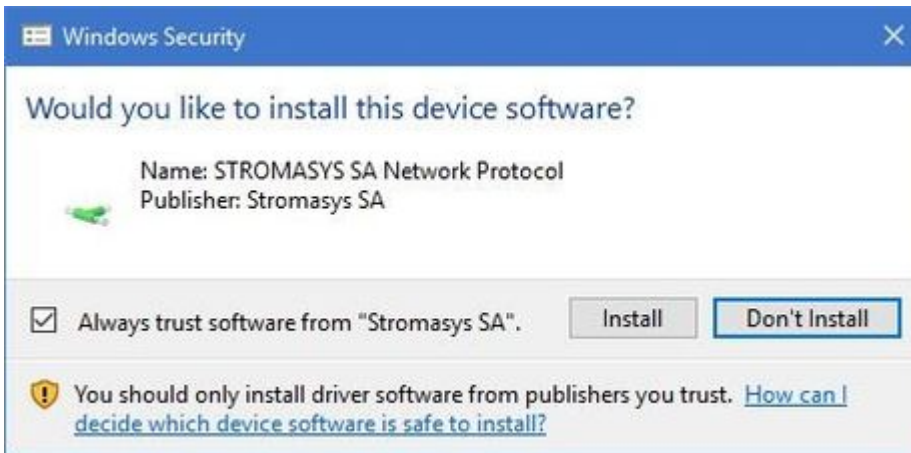 Windows Security
Would you like to install this device software?
Name: STROMASYS SA Network Protocol
Publisher: Stromasys SA
Always trust software from "Stromasys SA".
Install
Don't Install
You should only install driver software from publishers you trust. How can I
decide which device software is safe to install?